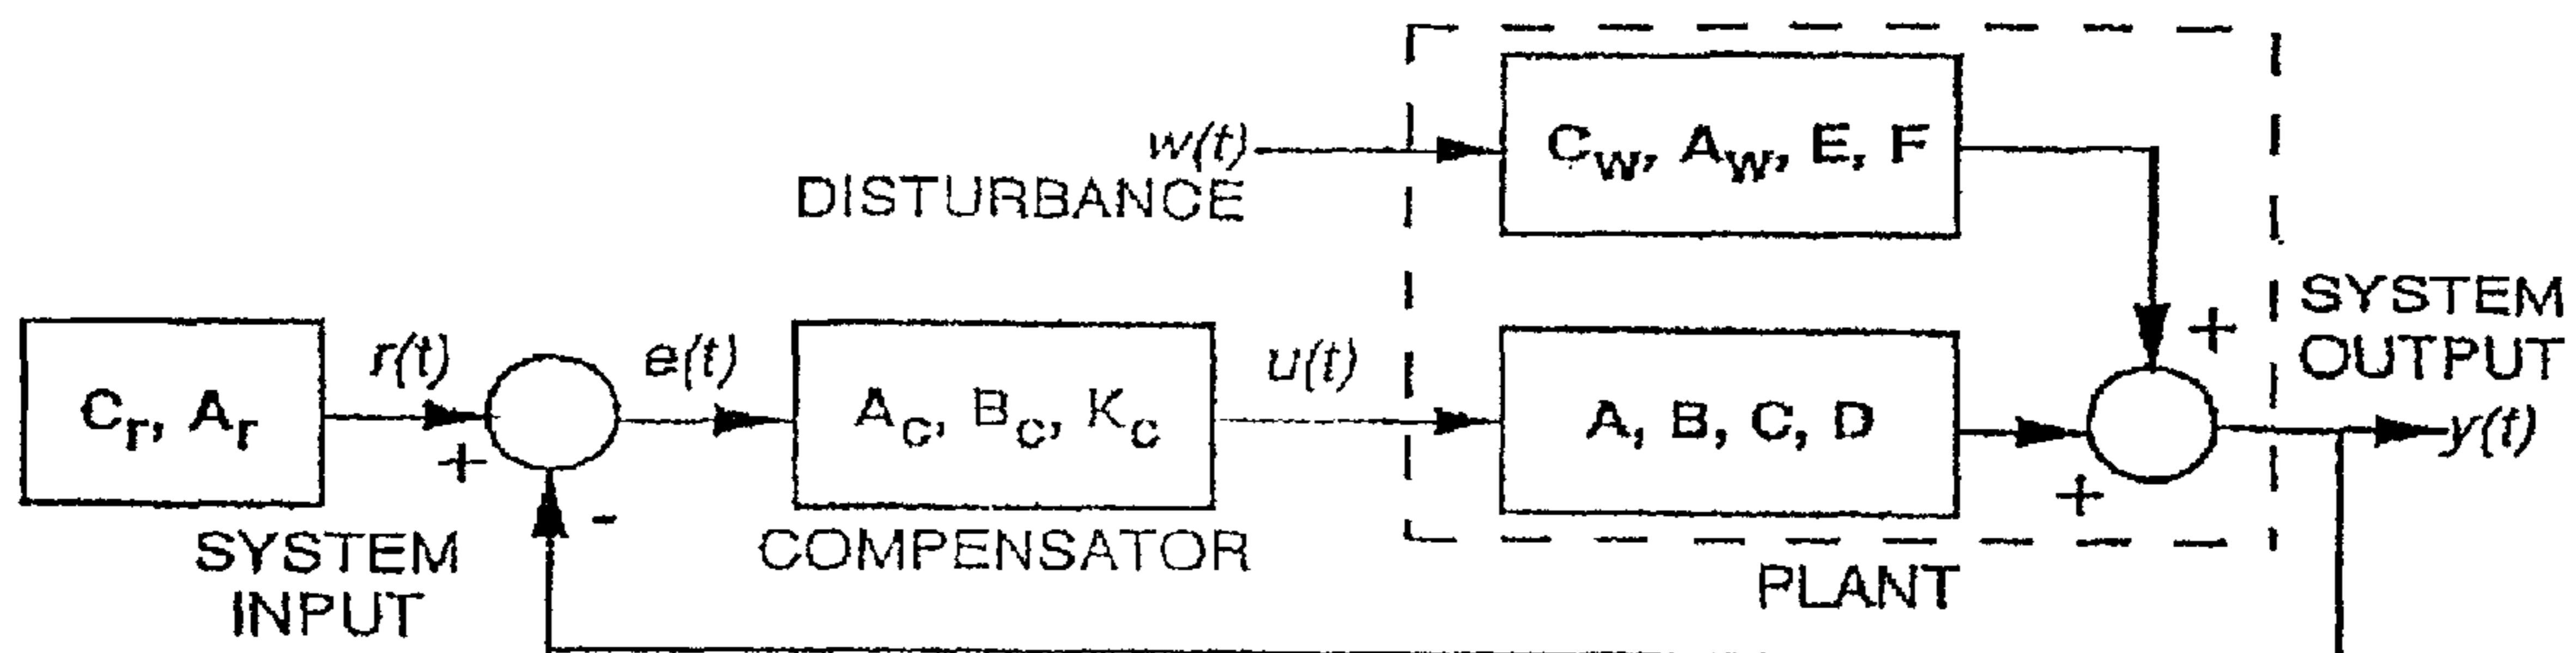 w(t)
DISTURBANCE
C_w, A_w, E, F
C_r, A_r
r(t)
+
-
SYSTEM
INPUT
e(t)
A_c, B_c, K_c
COMPENSATOR
u(t)
A, B, C, D
+
+
PLANT
SYSTEM
OUTPUT
y(t)